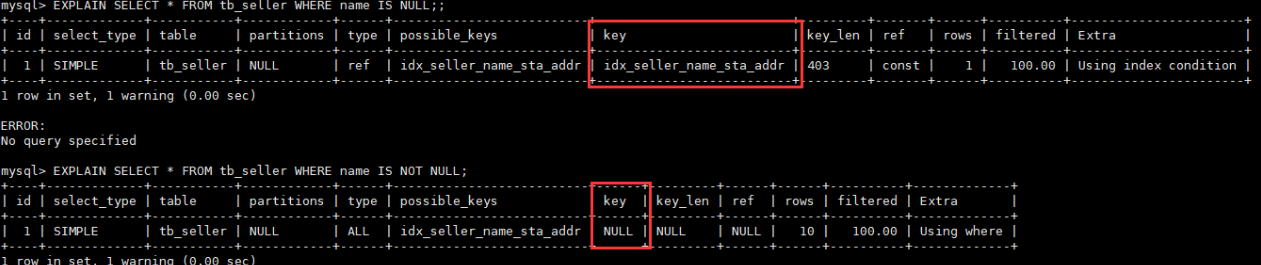 mysql> EXPLAIN SELECT * FROM tb_seller WHERE name IS NULL;;
+----+-------------+-----------+------------+------+---------------------------+---------------------------+---------+-------+------+----------+-----------------------+
| id | select_type | table     | partitions | type | possible_keys             | key                       | key_len | ref   | rows | filtered | Extra                 |
+----+-------------+-----------+------------+------+---------------------------+---------------------------+---------+-------+------+----------+-----------------------+
|  1 | SIMPLE      | tb_seller | NULL       | ref  | idx_seller_name_sta_addr | idx_seller_name_sta_addr | 403     | const |    1 |   100.00 | Using index condition |
+----+-------------+-----------+------------+------+---------------------------+---------------------------+---------+-------+------+----------+-----------------------+
1 row in set, 1 warning (0.00 sec)
ERROR:
No query specified
mysql> EXPLAIN SELECT * FROM tb_seller WHERE name IS NOT NULL;
+----+-------------+-----------+------------+------+---------------------------+------+---------+------+------+----------+-------------+
| id | select_type | table     | partitions | type | possible_keys             | key  | key_len | ref  | rows | filtered | Extra       |
+----+-------------+-----------+------------+------+---------------------------+------+---------+------+------+----------+-------------+
|  1 | SIMPLE      | tb_seller | NULL       | ALL  | idx_seller_name_sta_addr | NULL | NULL    | NULL |   10 |   100.00 | Using where |
+----+-------------+-----------+------------+------+---------------------------+------+---------+------+------+----------+-------------+
1 row in set, 1 warning (0.00 sec)